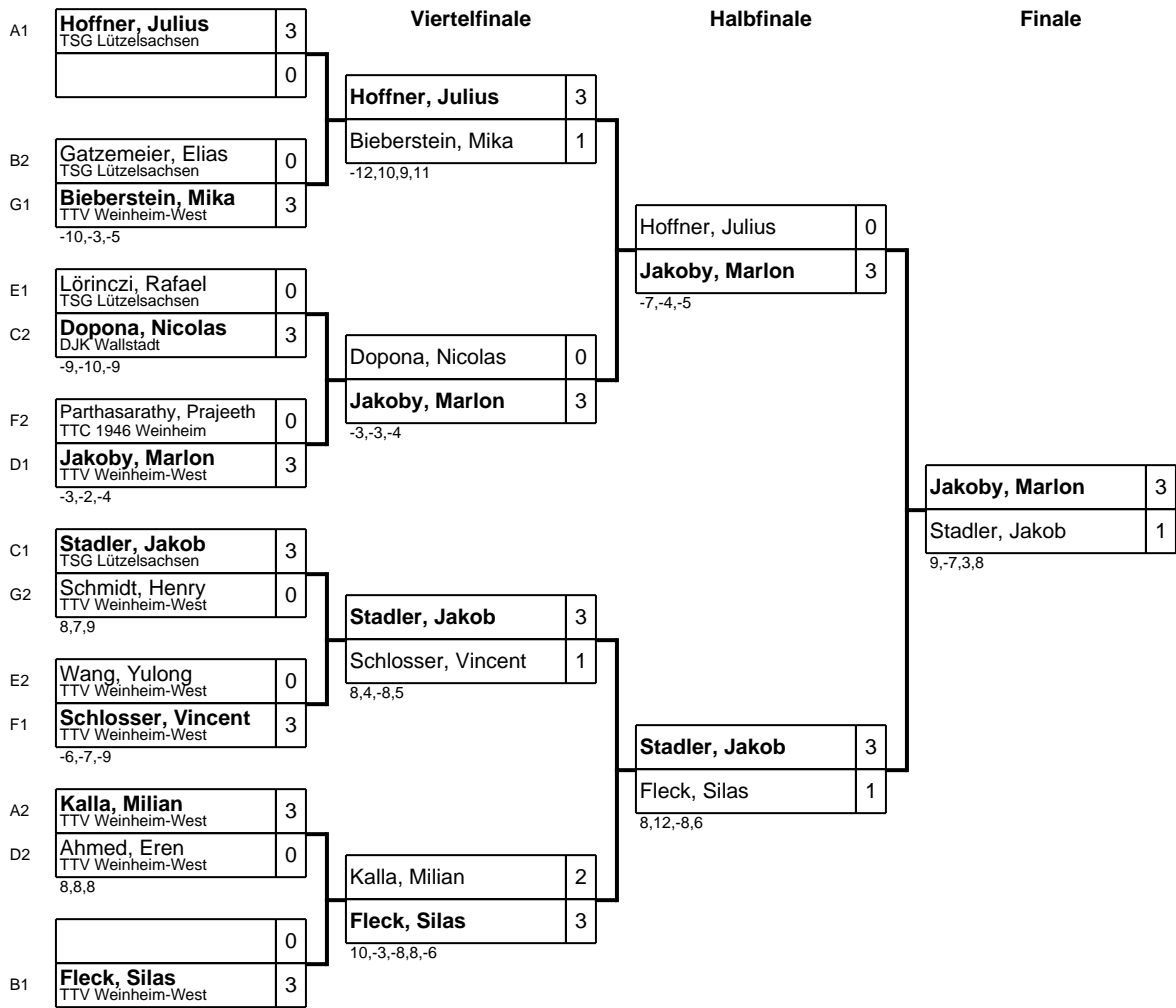 Viertelfinale
Halbfinale
Finale
A1
Hoffner, Julius
3
TSG Lützelsachsen
0
B2
Gatzemeier, Elias
0
TSG Lützelsachsen
G1
Bieberstein, Mika
3
TTV Weinheim-West
-10,-3,-5
E1
Lörinczi, Rafael
0
TSG Lützelsachsen
C2
Dopona, Nicolas
3
DJK Wallstadt
-9,-10,-9
F2
Parthasarathy, Prajeeth
0
TTC 1946 Weinheim
D1
Jakoby, Marlon
3
TTV Weinheim-West
-3,-2,-4
C1
Stadler, Jakob
3
TSG Lützelsachsen
G2
Schmidt, Henry
0
TTV Weinheim-West
8,7,9
E2
Wang, Yulong
0
TTV Weinheim-West
F1
Schlosser, Vincent
3
TTV Weinheim-West
-6,-7,-9
A2
Kalla, Milian
3
TTV Weinheim-West
D2
Ahmed, Eren
0
TTV Weinheim-West
8,8,8
0
B1
Fleck, Silas
3
TTV Weinheim-West
Hoffner, Julius
3
Bieberstein, Mika
1
-12,10,9,11
Dopona, Nicolas
0
Jakoby, Marlon
3
-3,-3,-4
Stadler, Jakob
3
Schlosser, Vincent
1
8,4,-8,5
Kalla, Milian
2
Fleck, Silas
3
10,-3,-8,8,-6
Hoffner, Julius
0
Jakoby, Marlon
3
-7,-4,-5
Stadler, Jakob
3
Fleck, Silas
1
8,12,-8,6
Jakoby, Marlon
3
Stadler, Jakob
1
9,-7,3,8